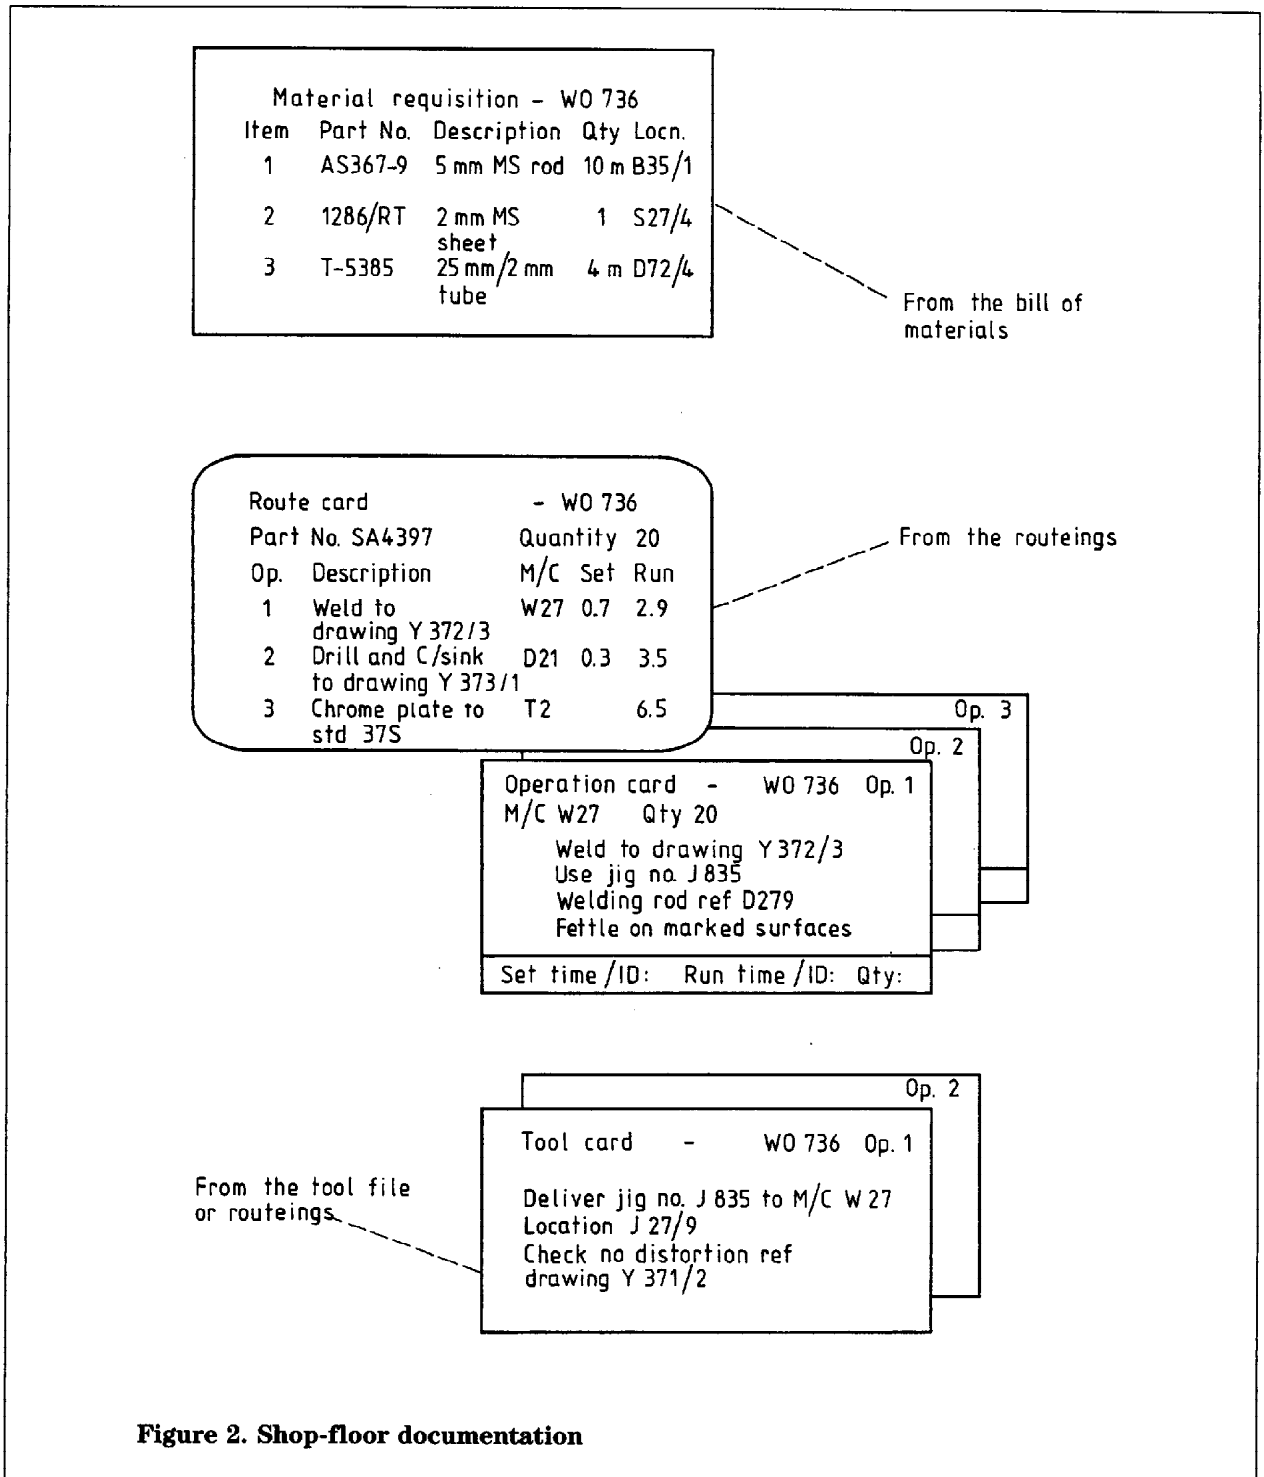 Material requisition - WO 736
Item Part No. Description Qty Locn.
1 AS367-9 5 mm MS rod 10 m B35/1
2 1286/RT 2 mm MS 1 S27/4
sheet
3 T-5385 25 mm/2 mm 4 m D72/4
tube
From the bill of
materials
Route card - WO 736
Part No. SA4397 Quantity 20
Op. Description M/C Set Run
1 Weld to W27 0.7 2.9
drawing Y 372/3
2 Drill and C/sink D21 0.3 3.5
to drawing Y 373/1
3 Chrome plate to T2 6.5
std 37S
From the routeings
Op. 3
Op. 2
Operation card - WO 736 Op. 1
M/C W27 Qty 20
Weld to drawing Y 372/3
Use jig no. J 835
Welding rod ref D279
Fettle on marked surfaces
Set time/ID: Run time/ID: Qty:
Op. 2
Tool card - WO 736 Op. 1
Deliver jig no. J 835 to M/C W 27
Location J 27/9
Check no distortion ref
drawing Y 371/2
From the tool file
or routeings
Figure 2. Shop-floor documentation